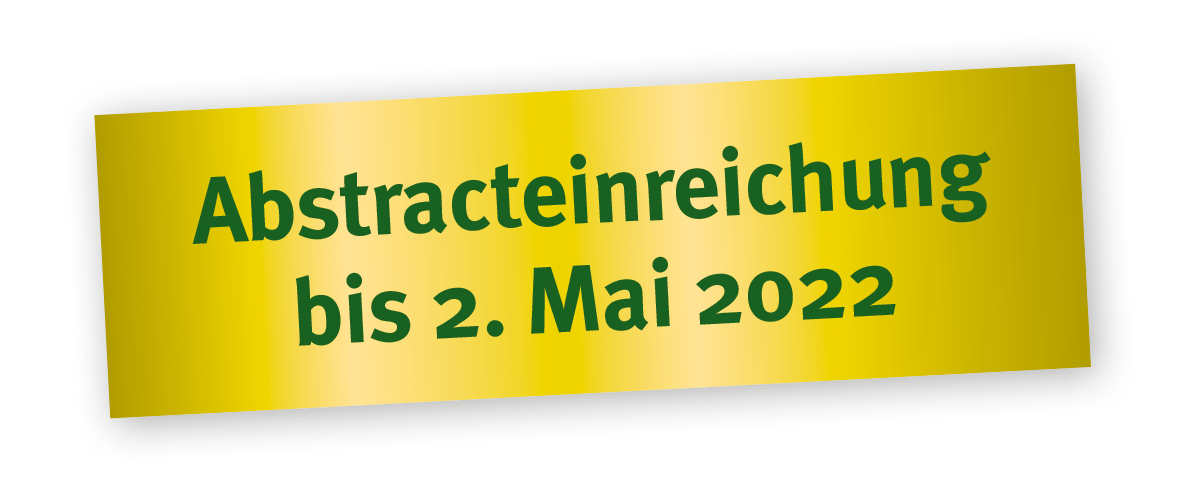 Abstracteinreichung
bis 2. Mai 2022